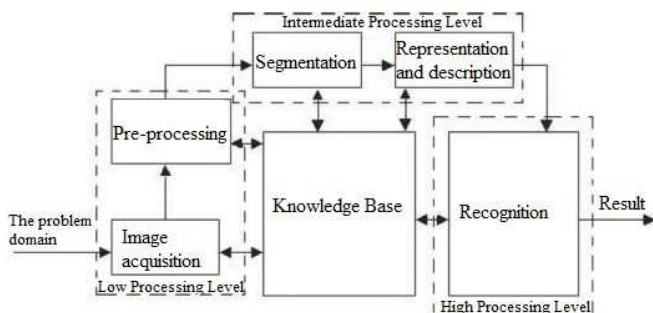 Intermediate Processing Level
Segmentation
Representation
and description
Pre-processing
Knowledge Base
Recognition
Result
The problem
domain
Image
acquisition
Low Processing Level
High Processing Level